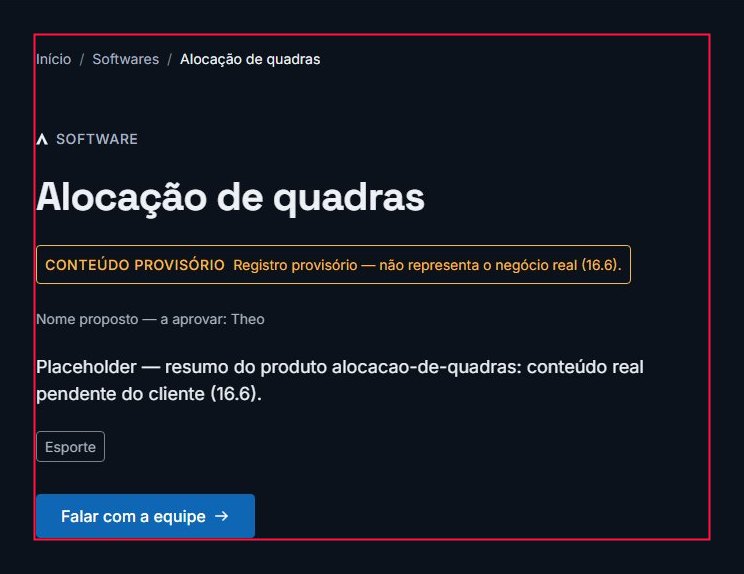 Início / Softwares / Alocação de quadras
SOFTWARE
Alocação de quadras
CONTEÚDO PROVISÓRIO Registro provisório — não representa o negócio real (16.6).
Nome proposto — a aprovar: Theo
Placeholder — resumo do produto alocacao-de-quadras: conteúdo real
pendente do cliente (16.6).
Esporte
Falar com a equipe →